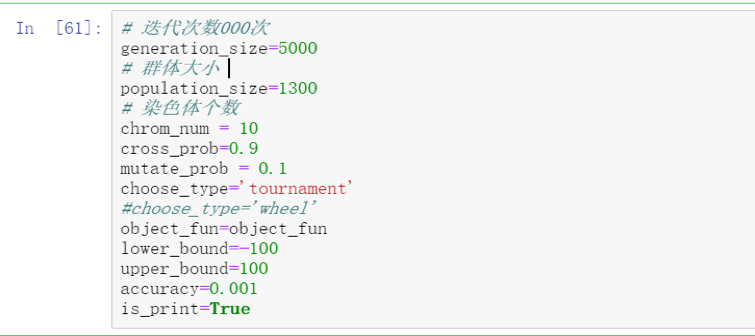 In [61]: # 迭代次数000次
generation_size=5000
# 群体大小
population_size=1300
# 染色体个数
chrom_num = 10
cross_prob=0.9
mutate_prob = 0.1
choose_type='tournament'
#choose_type='wheel'
object_fun=object_fun
lower_bound=-100
upper_bound=100
accuracy=0.001
is_print=True